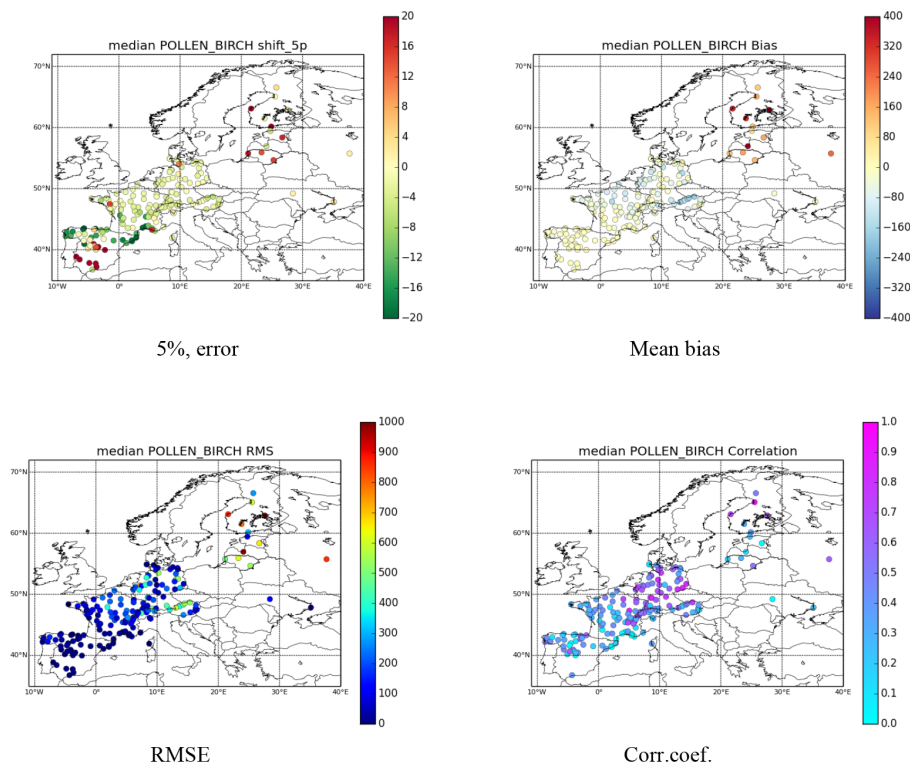 median POLLEN_BIRCH shift_5p
70°N
60°N
50°N
40°N
10°W 0°E 10°E 20°E 30°E 40°E
20
16
12
8
4
0
−4
−8
−12
−16
−20
5%, error
median POLLEN_BIRCH Bias
70°N
60°N
50°N
40°N
10°W 0°E 10°E 20°E 30°E 40°E
400
320
240
160
80
0
−80
−160
−240
−320
−400
Mean bias
median POLLEN_BIRCH RMS
70°N
60°N
50°N
40°N
10°W 0°E 10°E 20°E 30°E 40°E
1000
900
800
700
600
500
400
300
200
100
0
RMSE
median POLLEN_BIRCH Correlation
70°N
60°N
50°N
40°N
10°W 0°E 10°E 20°E 30°E 40°E
1.0
0.9
0.8
0.7
0.6
0.5
0.4
0.3
0.2
0.1
0.0
Corr.coef.